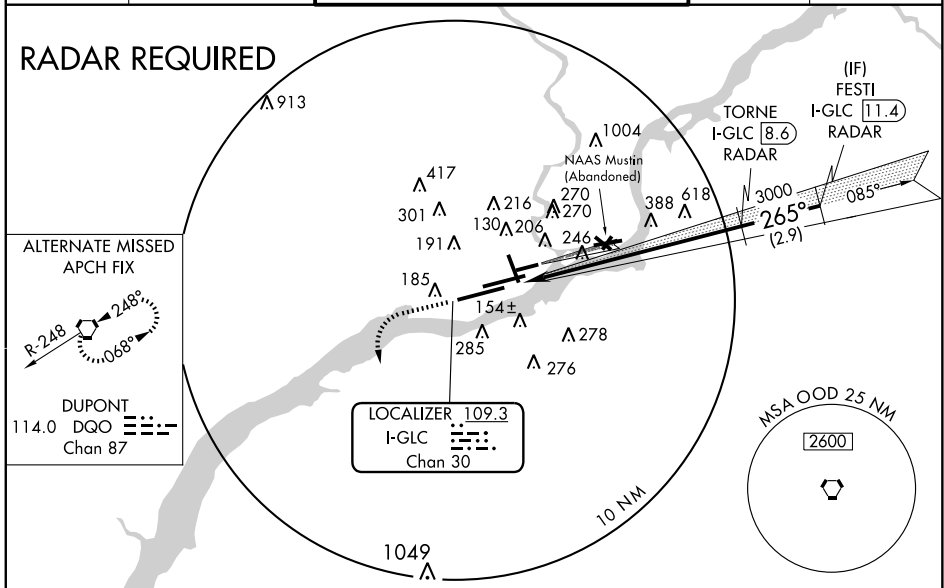 RADAR REQUIRED
913
(IF)
FESTI
I-GLC 11.4
RADAR
TORNE
I-GLC 8.6
RADAR
1004
NAAS Mustin
(Abandoned)
417
301
216
270
270
130
206
388
618
3000
265°
085°
(2.9)
191
246
185
154±
285
278
276
ALTERNATE MISSED
APCH FIX
248°
R-248
068°
DUPONT
114.0 DQO
Chan 87
LOCALIZER 109.3
I-GLC
Chan 30
MSA OOD 25 NM
2600
10 NM
1049